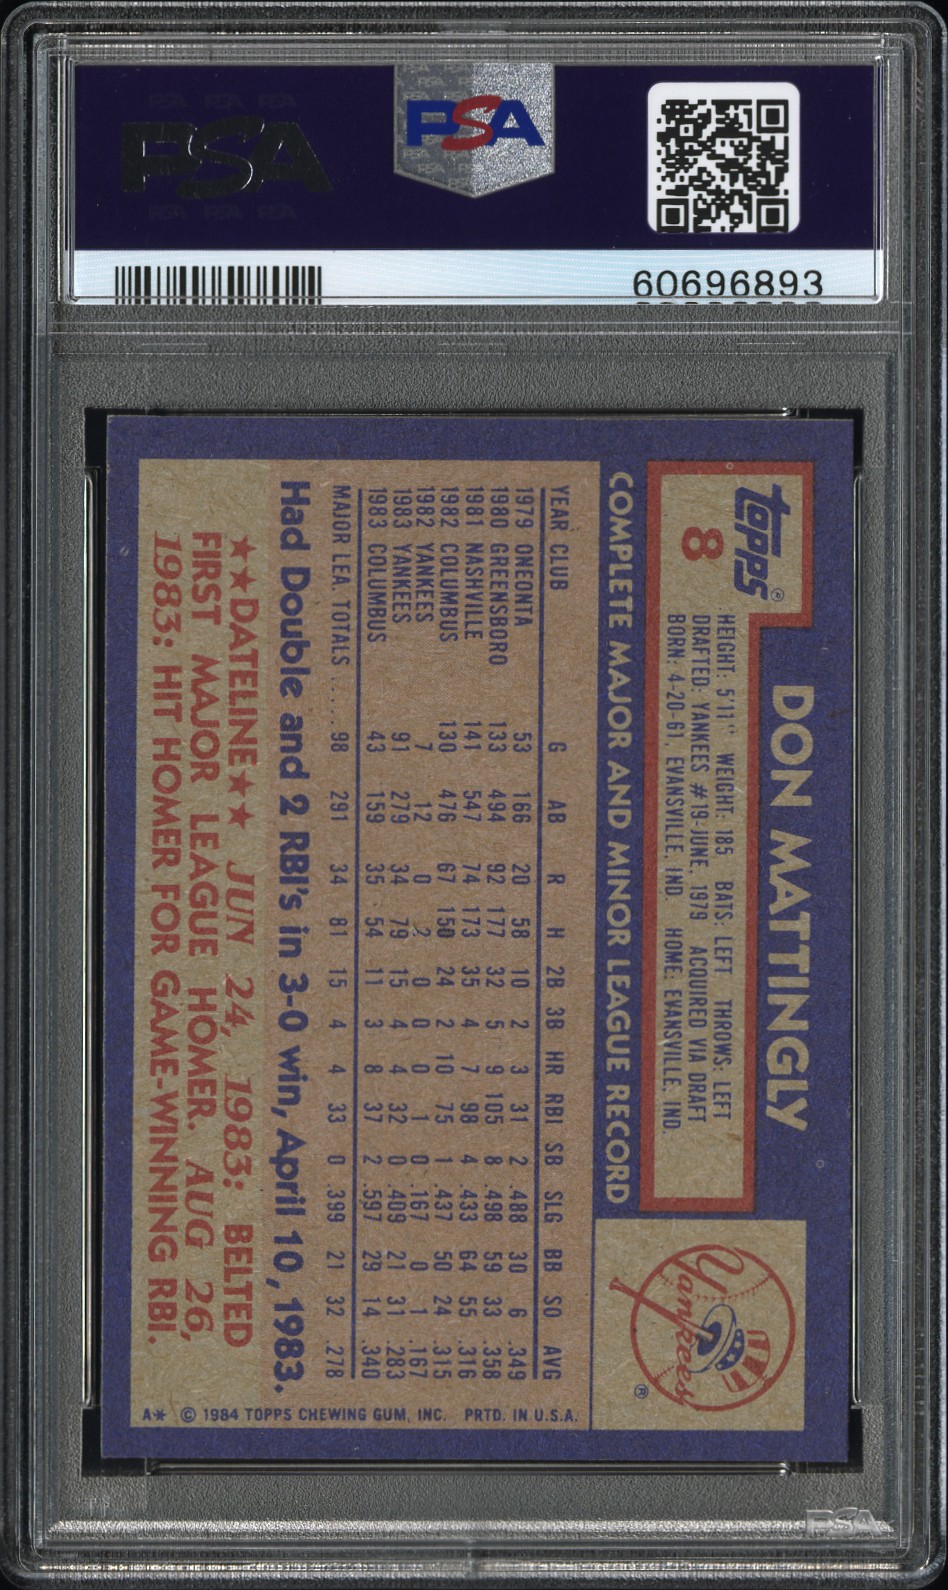 PSA
PSA
60696893
Topps®
8
DON MATTINGLY
HEIGHT: 5'11" WEIGHT: 185 BATS: LEFT THROWS: LEFT
DRAFTED: YANKEES #19-JUNE, 1979 ACQUIRED VIA DRAFT
BORN: 4-20-61, EVANSVILLE, IND. HOME: EVANSVILLE, IND.
Yankees ®
COMPLETE MAJOR AND MINOR LEAGUE RECORD
YEAR CLUB G AB R H 2B 3B HR RBI SB SLG BB SO AVG
1979 ONEONTA 53 166 20 58 10 2 3 31 2 .488 30 6 .349
1980 GREENSBORO 133 494 92 177 32 5 9 105 8 .498 59 33 .358
1981 NASHVILLE 141 547 74 173 35 4 7 98 4 .433 64 55 .316
1982 COLUMBUS 130 476 67 150 24 2 10 75 1 .437 50 24 .315
1982 YANKEES 7 12 0 2 0 0 0 1 0 .167 0 1 .167
1983 YANKEES 91 279 34 79 15 4 4 32 0 .409 21 31 .283
1983 COLUMBUS 43 159 35 54 11 3 8 37 2 .597 29 14 .340
MAJOR LEA. TOTALS ..... 98 291 34 81 15 4 4 33 0 .399 21 32 .278
Had Double and 2 RBI's in 3-0 win, April 10, 1983.
★★DATELINE★★ JUN 24, 1983: BELTED
FIRST MAJOR LEAGUE HOMER. AUG 26,
1983: HIT HOMER FOR GAME-WINNING RBI.
A* © 1984 TOPPS CHEWING GUM, INC. PRTD. IN U.S.A.
PSA